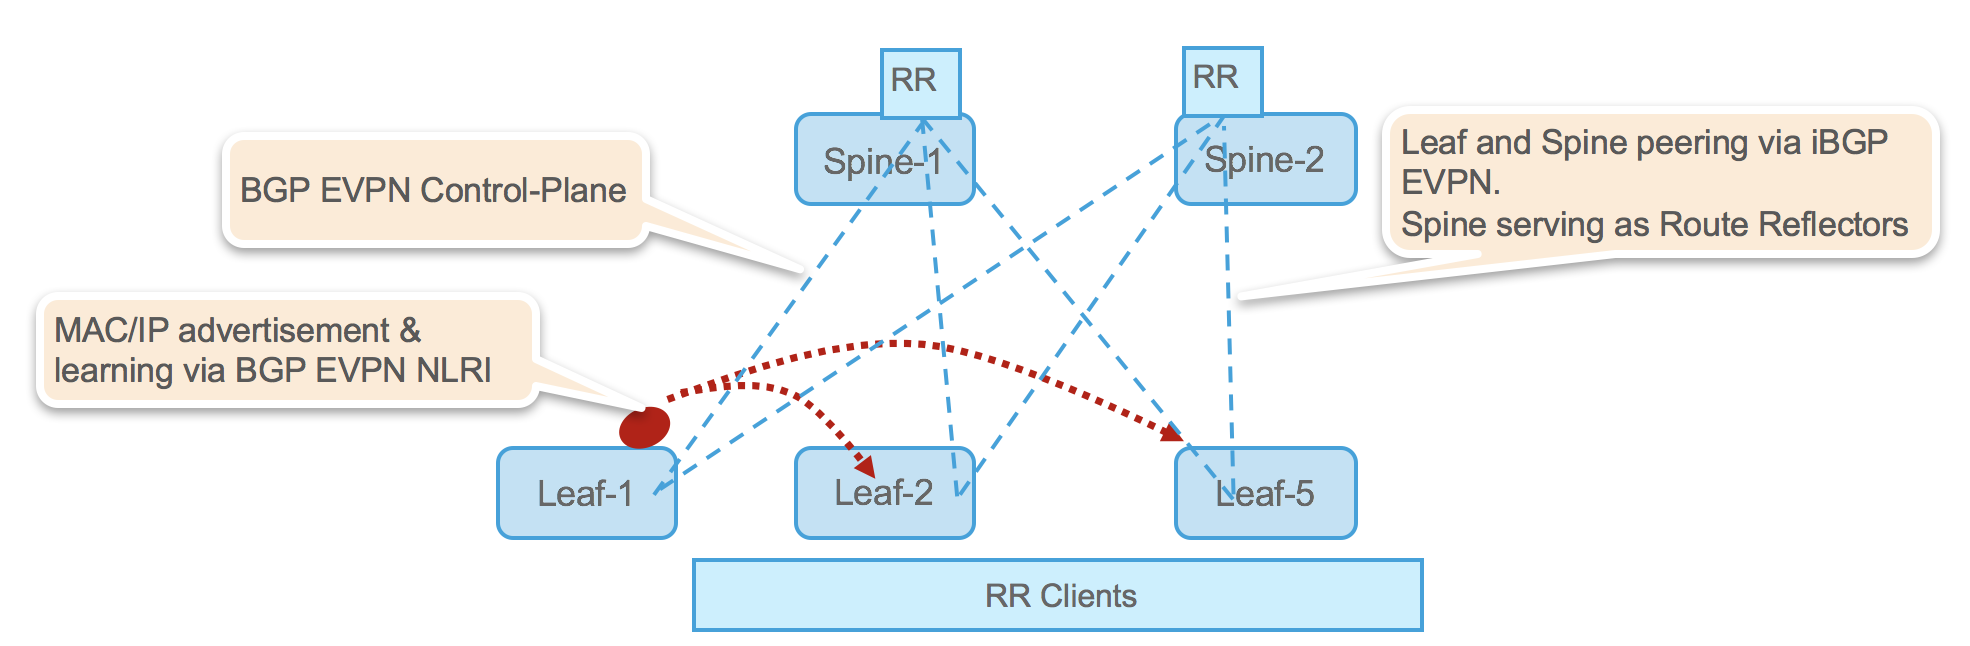 RR
RR
Spine-1
Spine-2
BGP EVPN Control-Plane
Leaf and Spine peering via iBGP
EVPN.
Spine serving as Route Reflectors
MAC/IP advertisement &
learning via BGP EVPN NLRI
Leaf-1
Leaf-2
Leaf-5
RR Clients